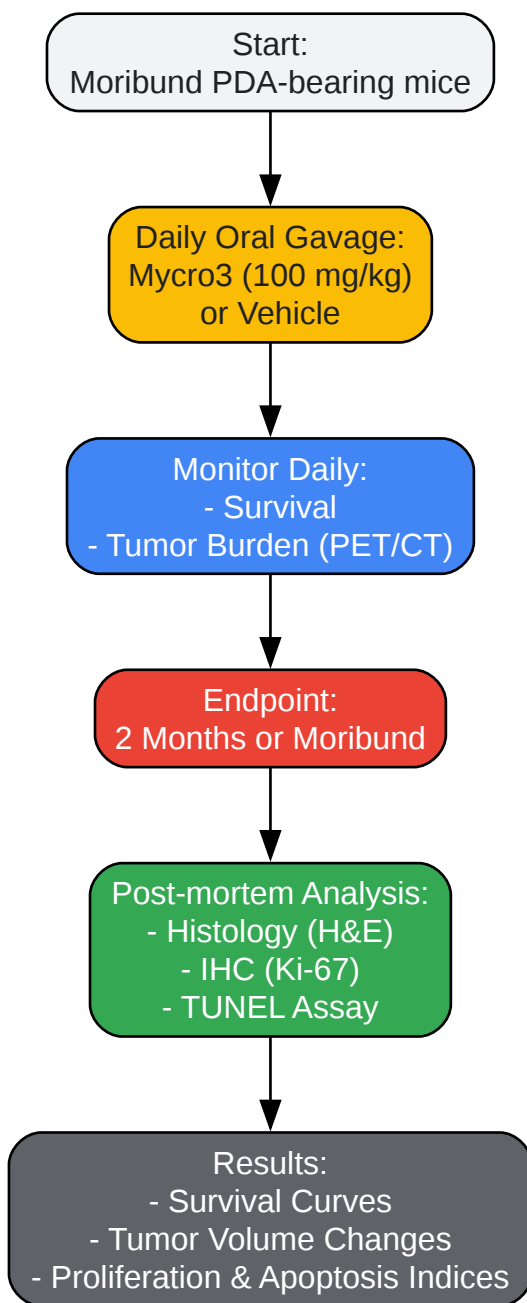 Start:
Moribund PDA-bearing mice
Daily Oral Gavage:
Mycro3 (100 mg/kg)
or Vehicle
Monitor Daily:
- Survival
- Tumor Burden (PET/CT)
Endpoint:
2 Months or Moribund
Post-mortem Analysis:
- Histology (H&E)
- IHC (Ki-67)
- TUNEL Assay
Results:
- Survival Curves
- Tumor Volume Changes
- Proliferation & Apoptosis Indices